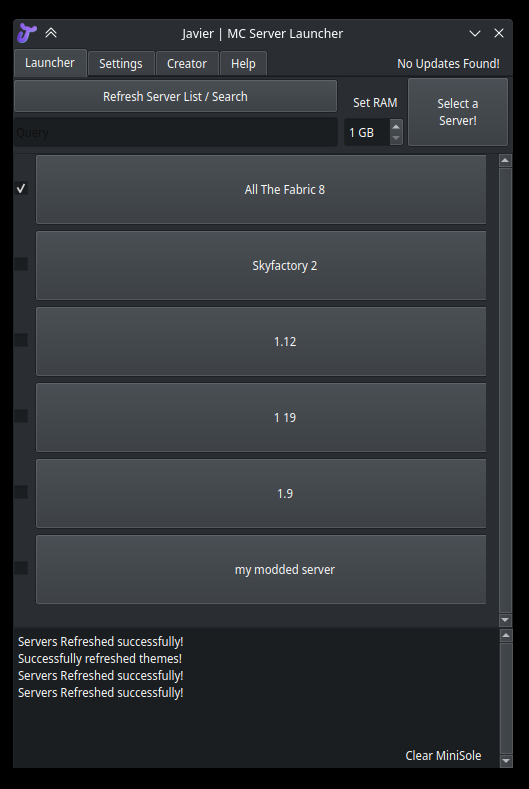 Javier | MC Server Launcher
Launcher
Settings
Creator
Help
No Updates Found!
Refresh Server List / Search
Set RAM
Select a
Server!
Query
1 GB
All The Fabric 8
Skyfactory 2
1.12
1 19
1.9
my modded server
Servers Refreshed successfully!
Successfully refreshed themes!
Servers Refreshed successfully!
Servers Refreshed successfully!
Clear MiniSole